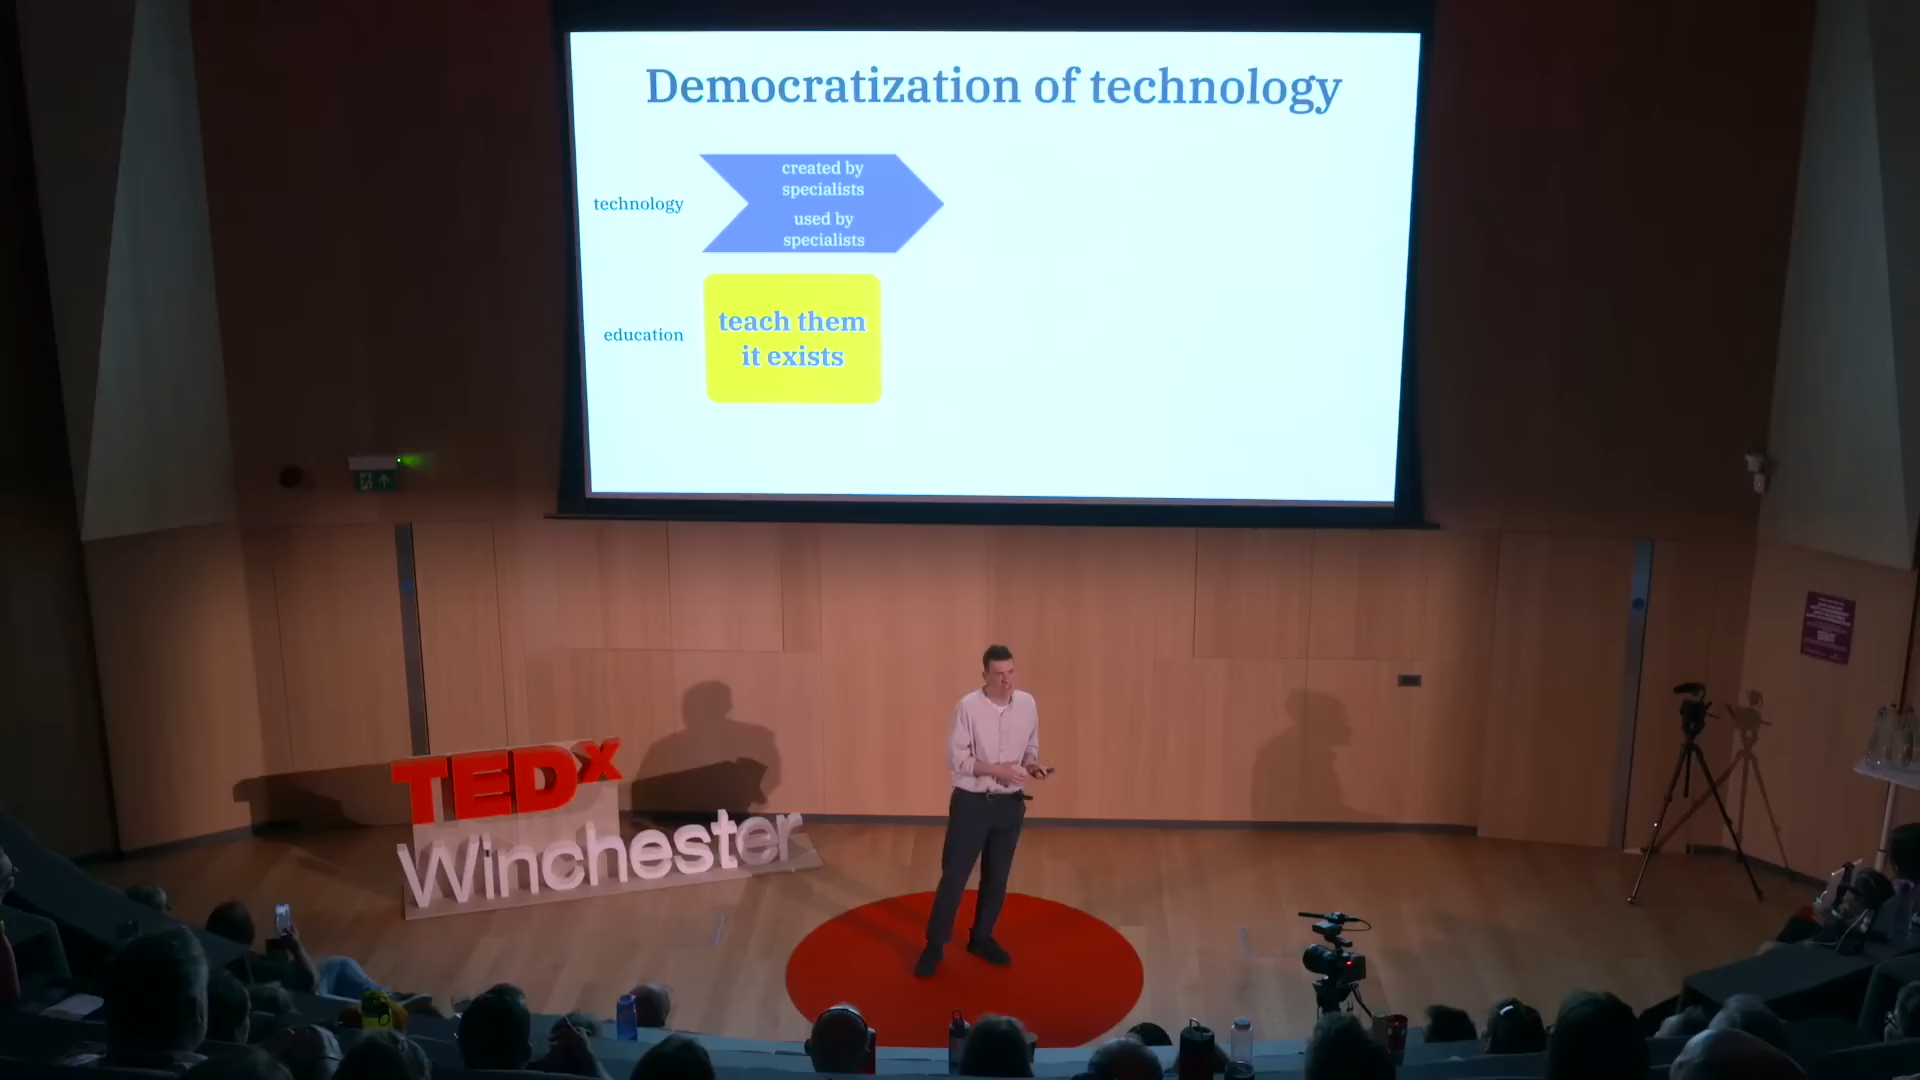 Democratization of technology
created by
specialists
technology
used by
specialists
teach them
it exists
education
TEDx
Winchester